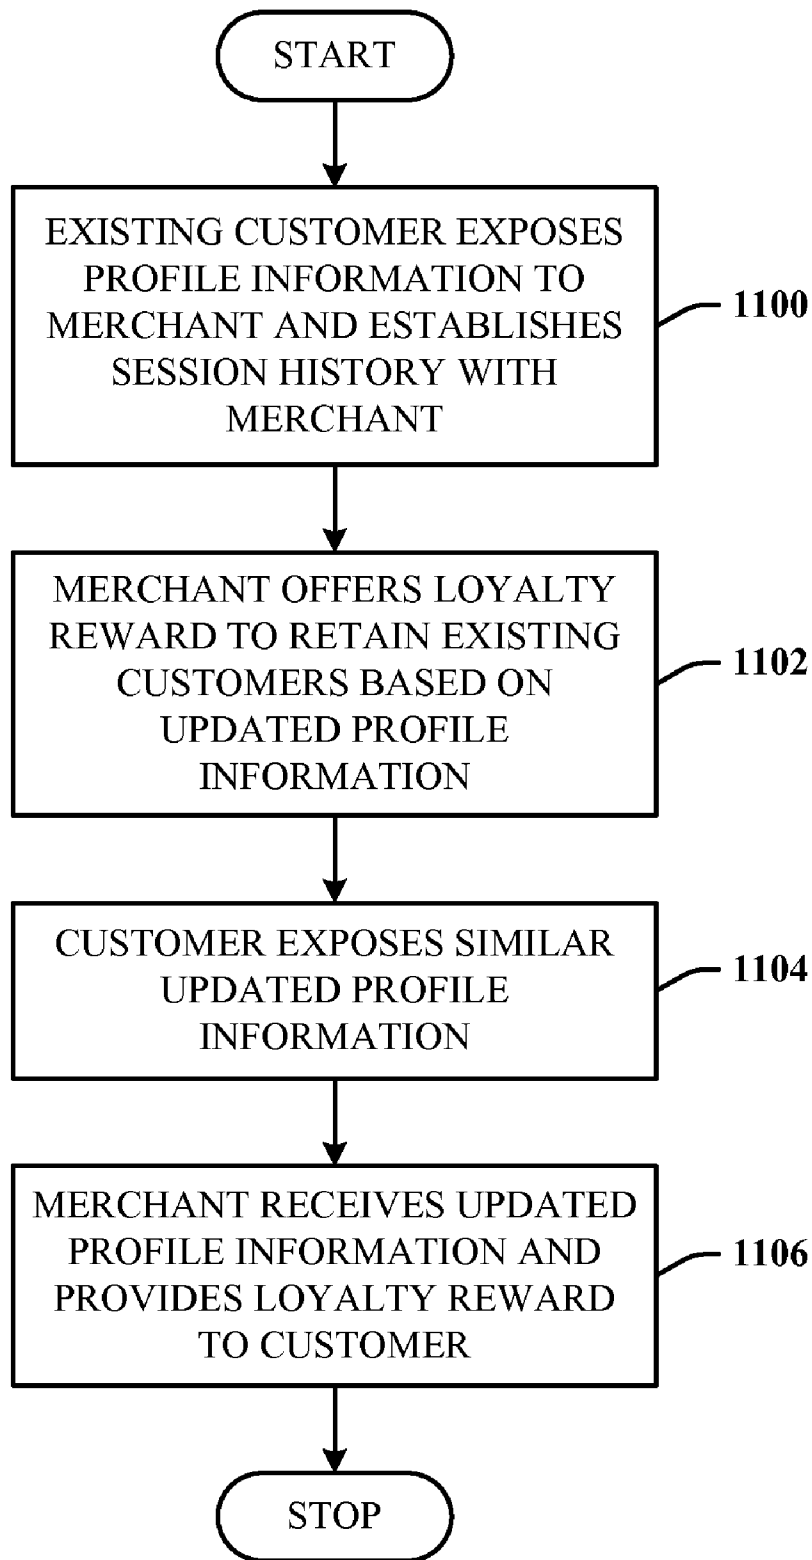 START
EXISTING CUSTOMER EXPOSES
PROFILE INFORMATION TO
MERCHANT AND ESTABLISHES
SESSION HISTORY WITH
MERCHANT
1100
MERCHANT OFFERS LOYALTY
REWARD TO RETAIN EXISTING
CUSTOMERS BASED ON
UPDATED PROFILE
INFORMATION
1102
CUSTOMER EXPOSES SIMILAR
UPDATED PROFILE
INFORMATION
1104
MERCHANT RECEIVES UPDATED
PROFILE INFORMATION AND
PROVIDES LOYALTY REWARD
TO CUSTOMER
1106
STOP